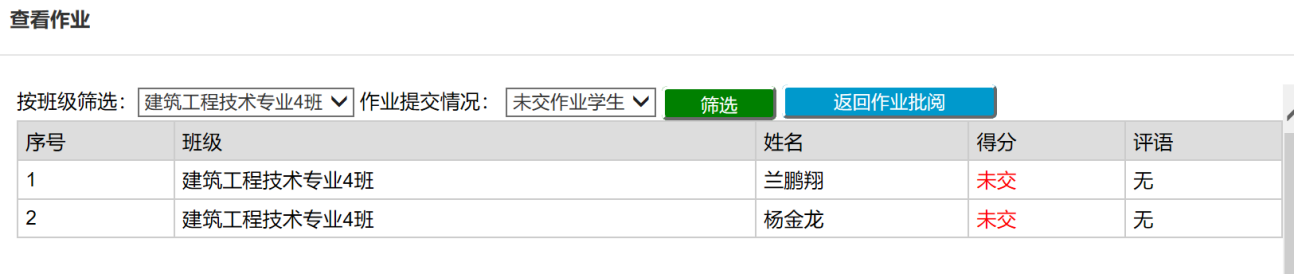 查看作业
按班级筛选： 建筑工程技术专业4班 作业提交情况： 未交作业学生 筛选 返回作业批阅
序号 班级 姓名 得分 评语
1 建筑工程技术专业4班 兰鹏翔 未交 无
2 建筑工程技术专业4班 杨金龙 未交 无